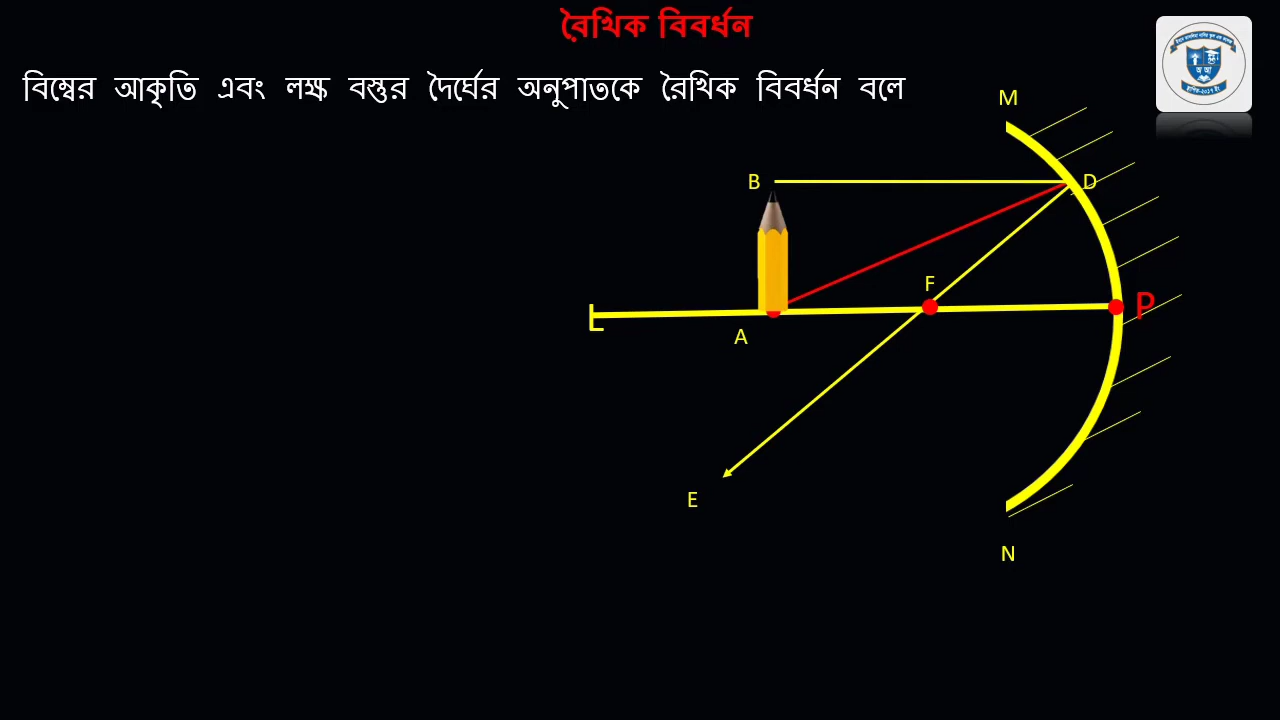 রৈখিক বিবর্ধন
বিম্বের আকৃতি এবং লক্ষ বস্তুর দৈর্ঘের অনুপাতকে রৈখিক বিবর্ধন বলে
M
B
D
F
L
P
A
E
N